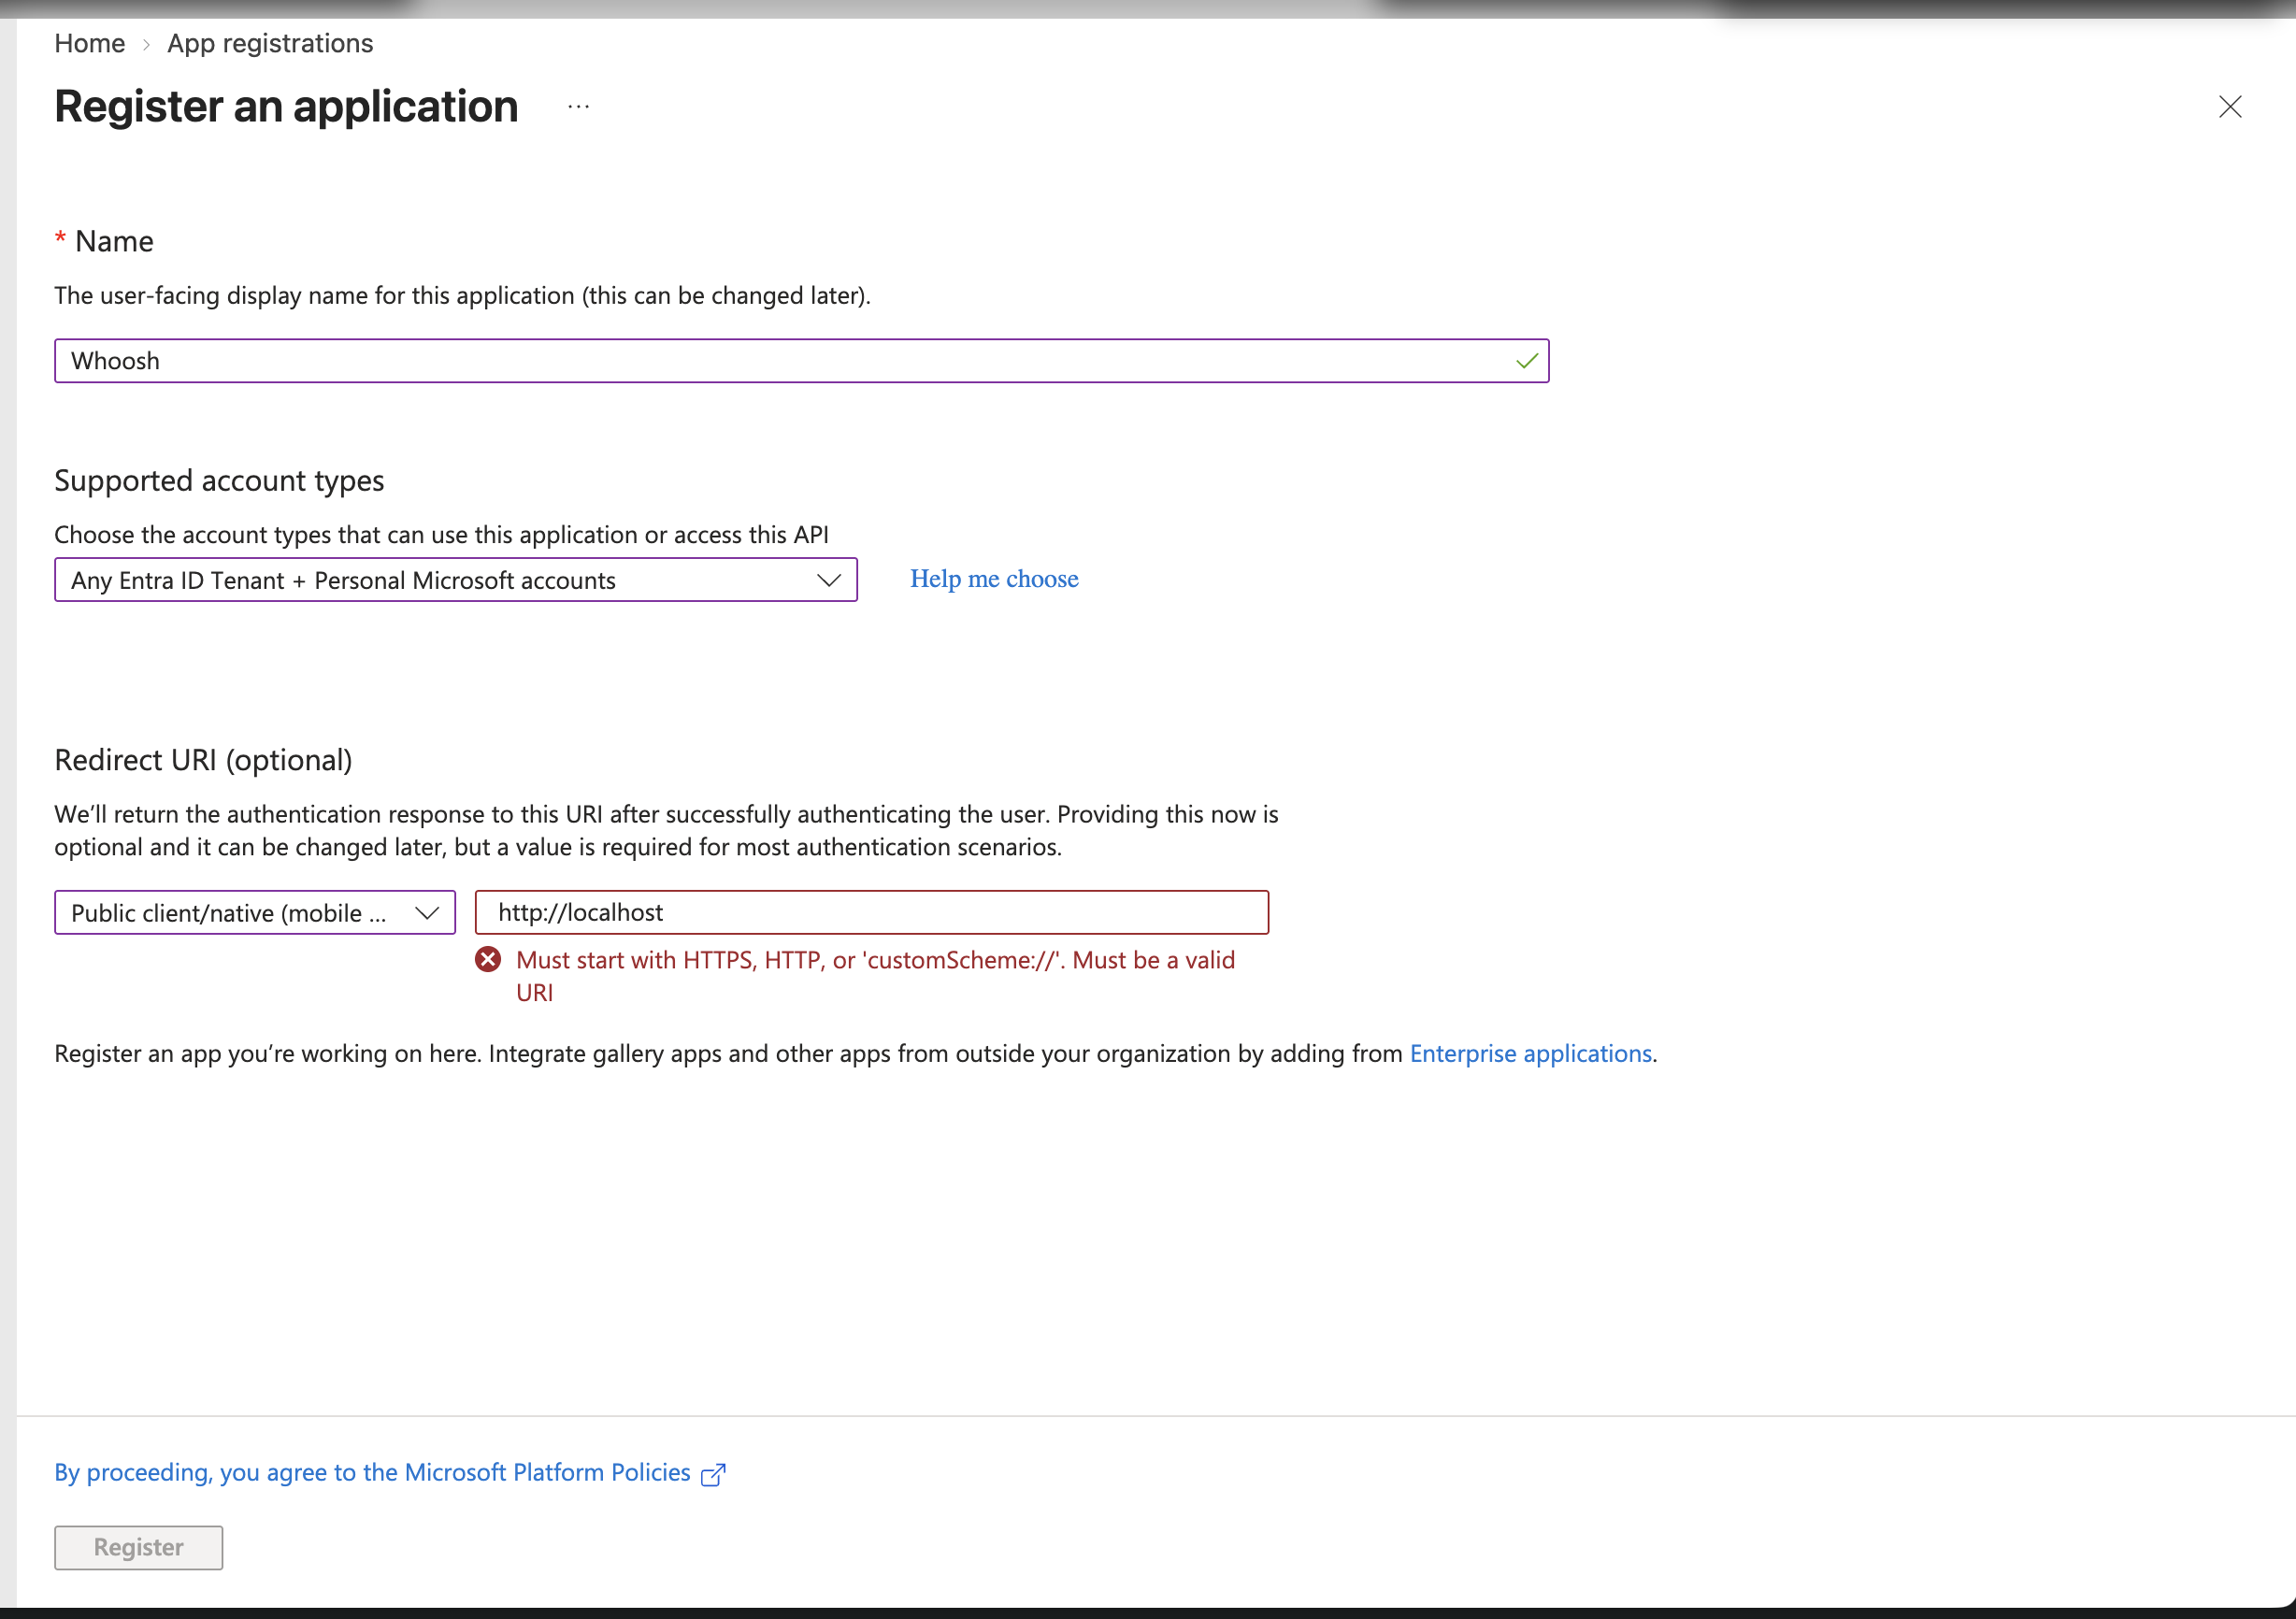 Home > App registrations
Register an application ...
* Name
The user-facing display name for this application (this can be changed later).
Whoosh
Supported account types
Choose the account types that can use this application or access this API
Any Entra ID Tenant + Personal Microsoft accounts
Help me choose
Redirect URI (optional)
We’ll return the authentication response to this URI after successfully authenticating the user. Providing this now is
optional and it can be changed later, but a value is required for most authentication scenarios.
Public client/native (mobile ...
http://localhost
Must start with HTTPS, HTTP, or 'customScheme://'. Must be a valid
URI
Register an app you’re working on here. Integrate gallery apps and other apps from outside your organization by adding from Enterprise applications.
By proceeding, you agree to the Microsoft Platform Policies
Register